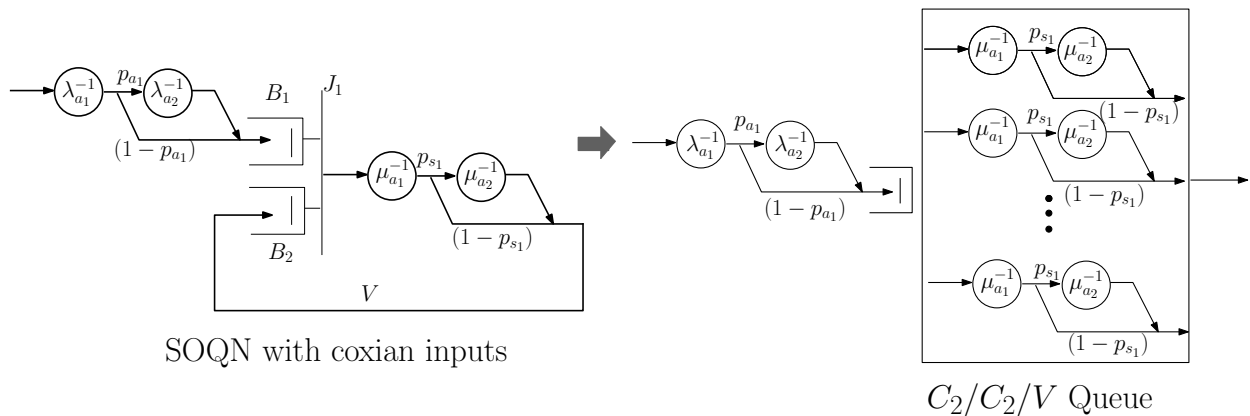 λ_{a_1}^{-1} p_{a_1} λ_{a_2}^{-1}
(1 − p_{a_1})
B_1
J_1
B_2
μ_{a_1}^{-1} p_{s_1} μ_{a_2}^{-1}
(1 − p_{s_1})
V
SOQN with coxian inputs
λ_{a_1}^{-1} p_{a_1} λ_{a_2}^{-1}
(1 − p_{a_1})
μ_{a_1}^{-1} p_{s_1} μ_{a_2}^{-1}
(1 − p_{s_1})
μ_{a_1}^{-1} p_{s_1} μ_{a_2}^{-1}
(1 − p_{s_1})
μ_{a_1}^{-1} p_{s_1} μ_{a_2}^{-1}
(1 − p_{s_1})
C_2/C_2/V Queue